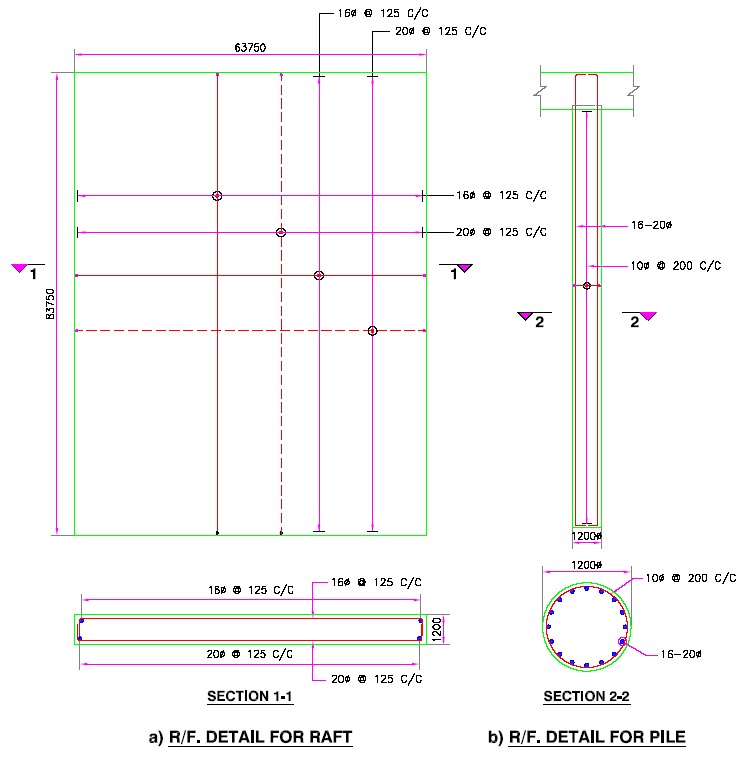 16ø @ 125 C/C
20ø @ 125 C/C
63750
83750
16ø @ 125 C/C
20ø @ 125 C/C
1
1
16-20ø
10ø @ 200 C/C
2
2
1200ø
16ø @ 125 C/C
16ø @ 125 C/C
1200
20ø @ 125 C/C
20ø @ 125 C/C
SECTION 1-1
1200ø
10ø @ 200 C/C
16-20ø
SECTION 2-2
a) R/F. DETAIL FOR RAFT
b) R/F. DETAIL FOR PILE